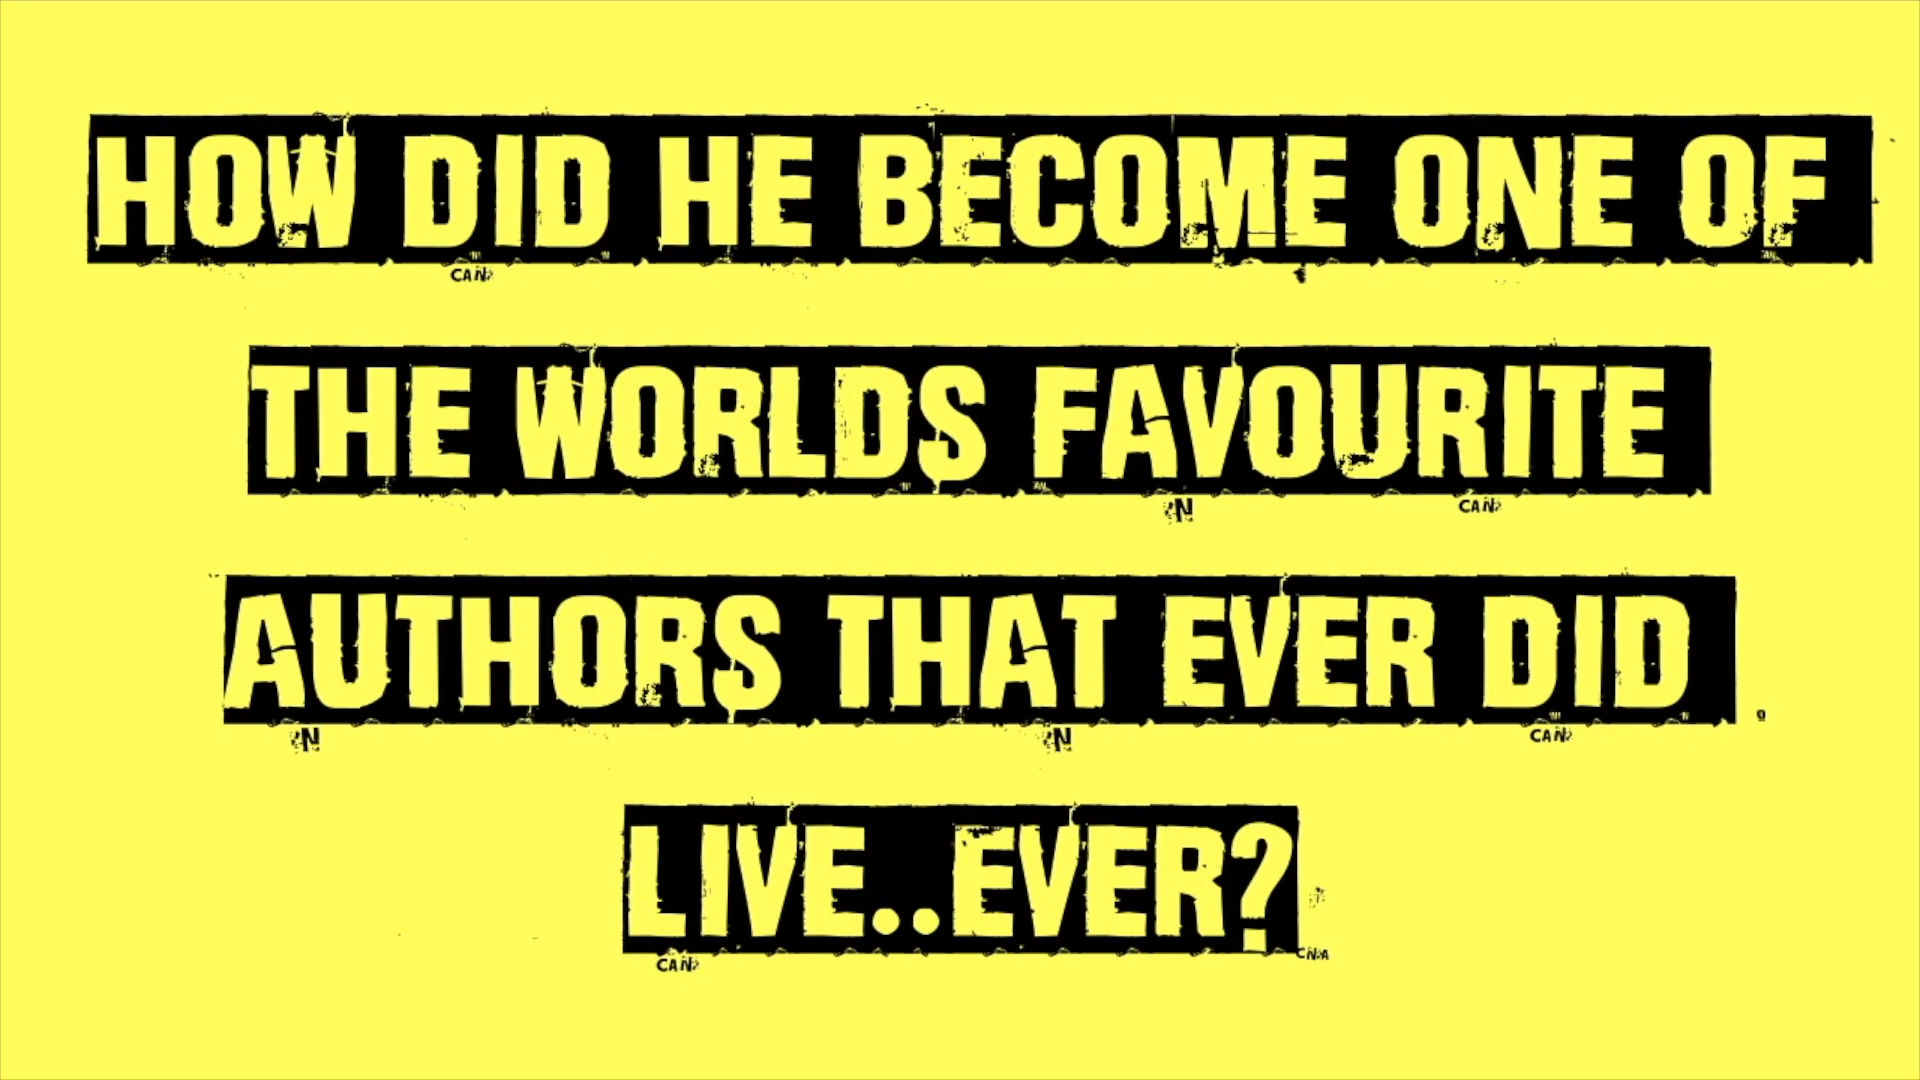 HOW DID HE BECOME ONE OF
THE WORLDS FAVOURITE
AUTHORS THAT EVER DID
LIVE..EVER?